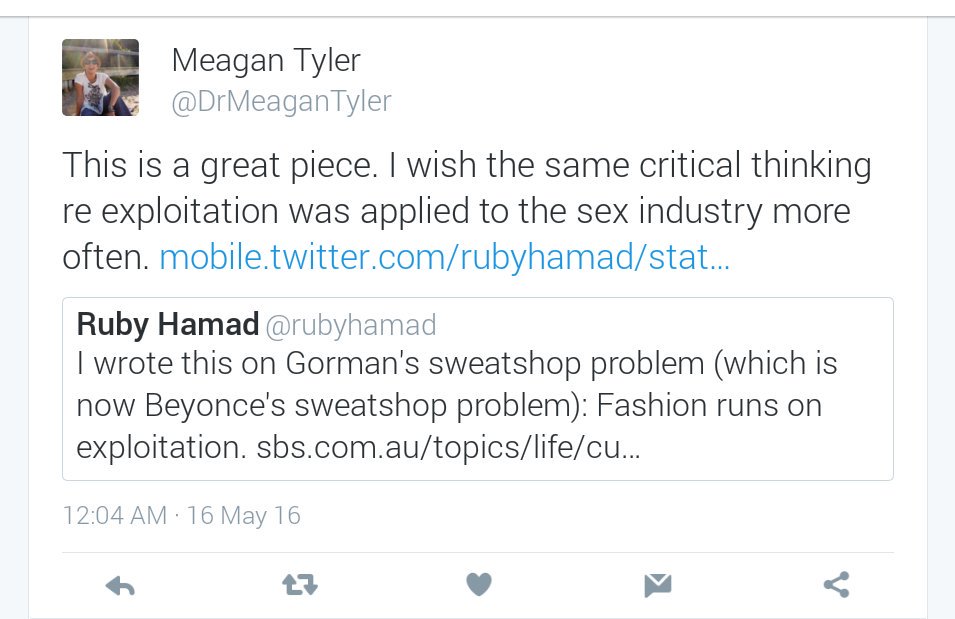 Meagan Tyler
@DrMeaganTyler
This is a great piece. I wish the same critical thinking
re exploitation was applied to the sex industry more
often. mobile.twitter.com/rubyhamad/stat...
Ruby Hamad @rubyhamad
I wrote this on Gorman's sweatshop problem (which is
now Beyonce's sweatshop problem): Fashion runs on
exploitation. sbs.com.au/topics/life/cu...
12:04 AM · 16 May 16